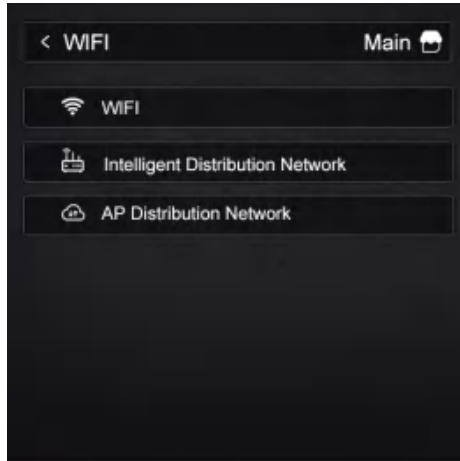 < WIFI Main
WIFI
Intelligent Distribution Network
AP Distribution Network